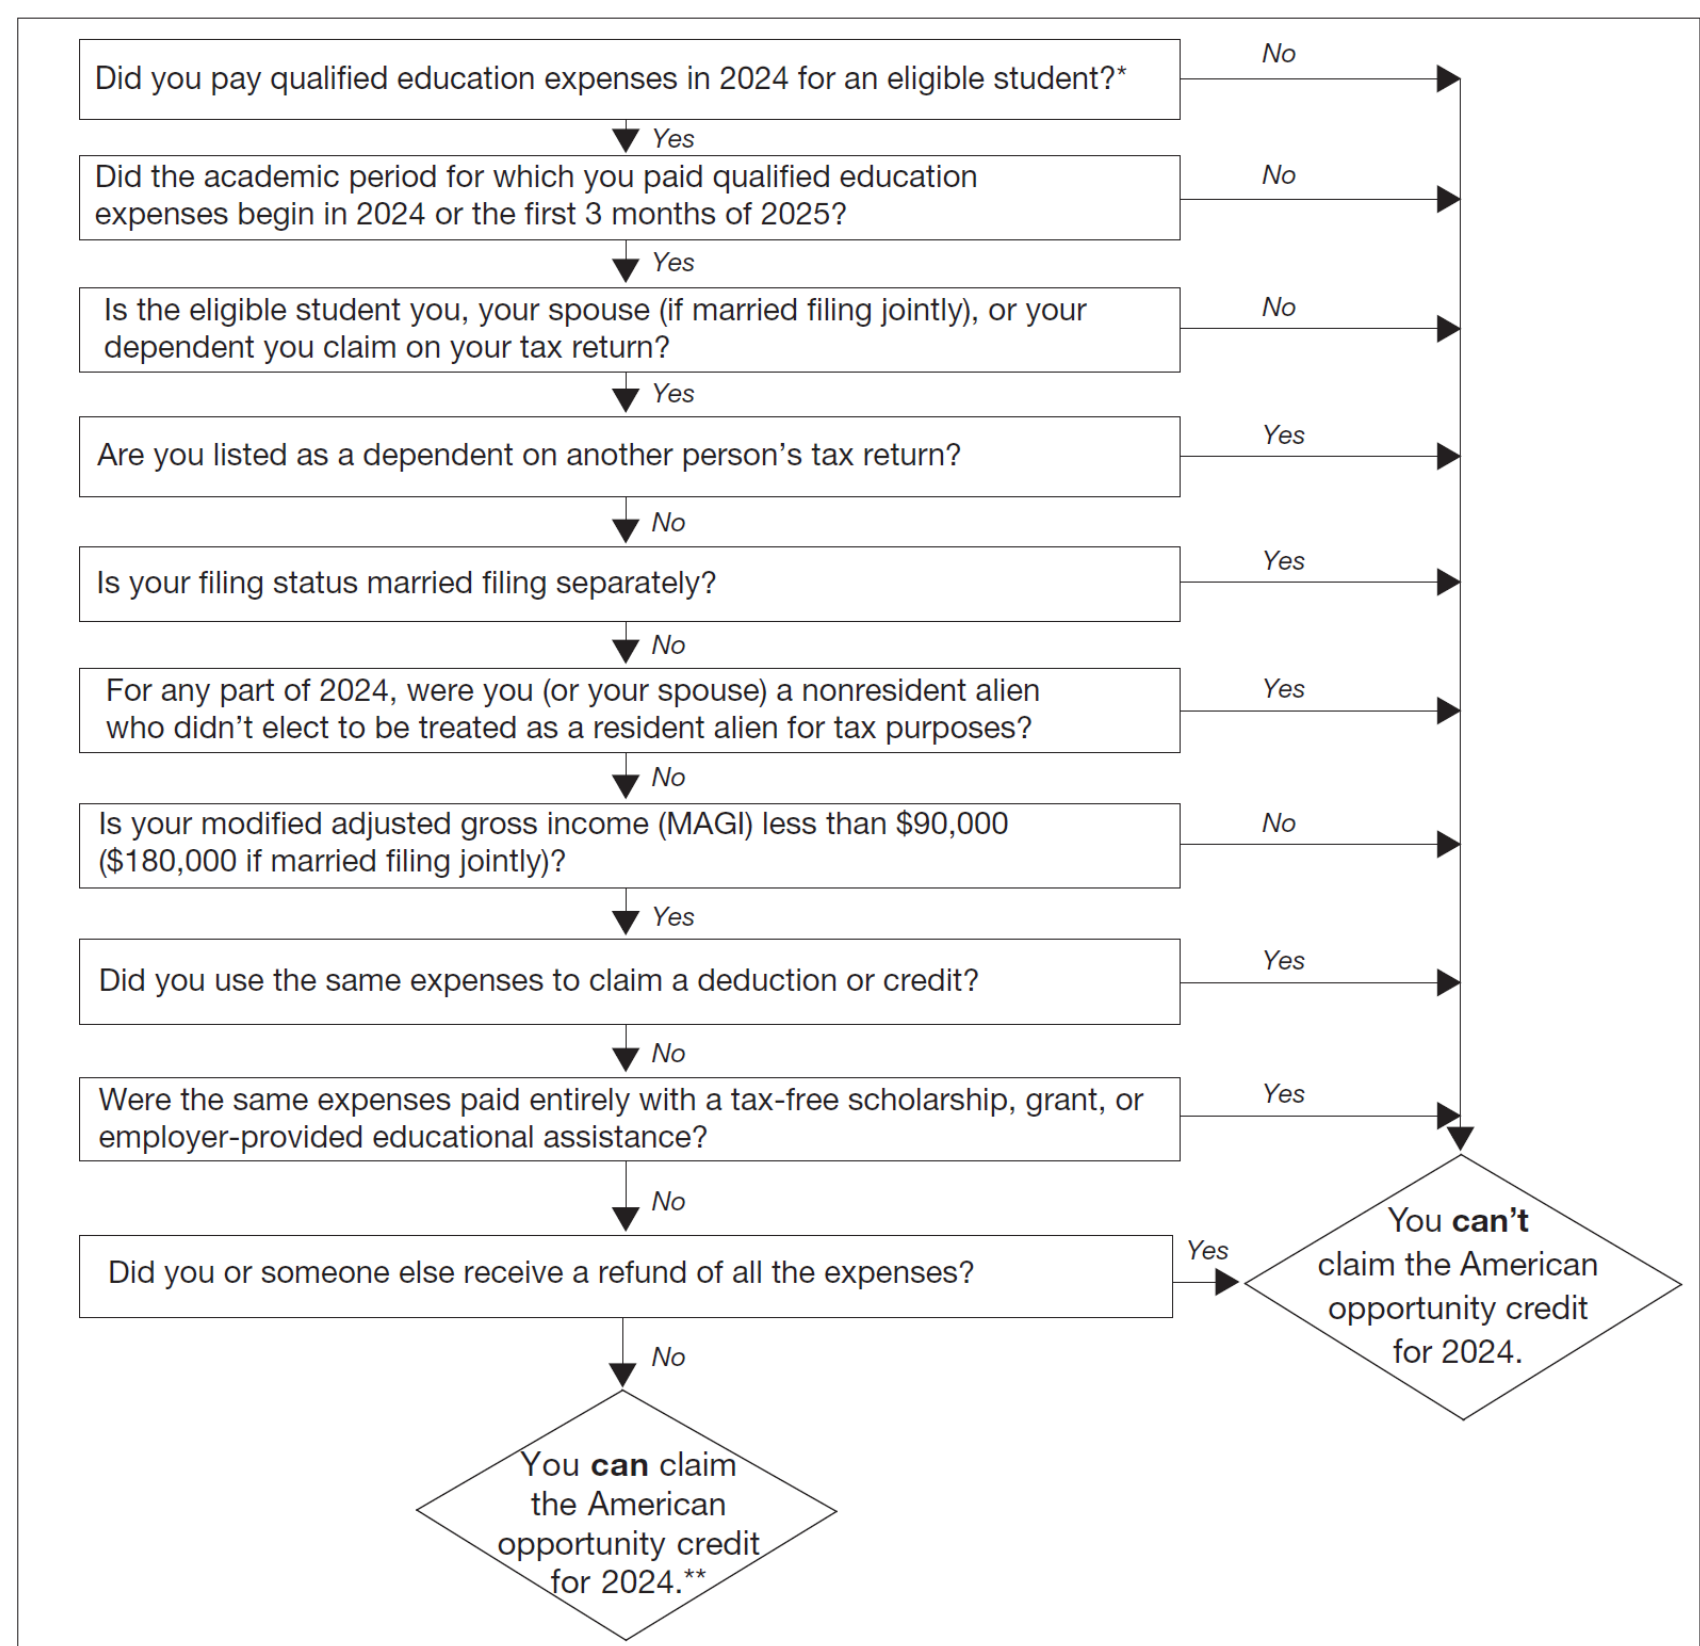 Did you pay qualified education expenses in 2024 for an eligible student?*
No
Yes
Did the academic period for which you paid qualified education
expenses begin in 2024 or the first 3 months of 2025?
No
Yes
Is the eligible student you, your spouse (if married filing jointly), or your
dependent you claim on your tax return?
No
Yes
Are you listed as a dependent on another person’s tax return?
Yes
No
Is your filing status married filing separately?
Yes
No
For any part of 2024, were you (or your spouse) a nonresident alien
who didn’t elect to be treated as a resident alien for tax purposes?
Yes
No
Is your modified adjusted gross income (MAGI) less than $90,000
($180,000 if married filing jointly)?
No
Yes
Did you use the same expenses to claim a deduction or credit?
Yes
No
Were the same expenses paid entirely with a tax-free scholarship, grant, or
employer-provided educational assistance?
Yes
No
Did you or someone else receive a refund of all the expenses?
Yes
You can’t
claim the American
opportunity credit
for 2024.
No
You can claim
the American
opportunity credit
for 2024.**